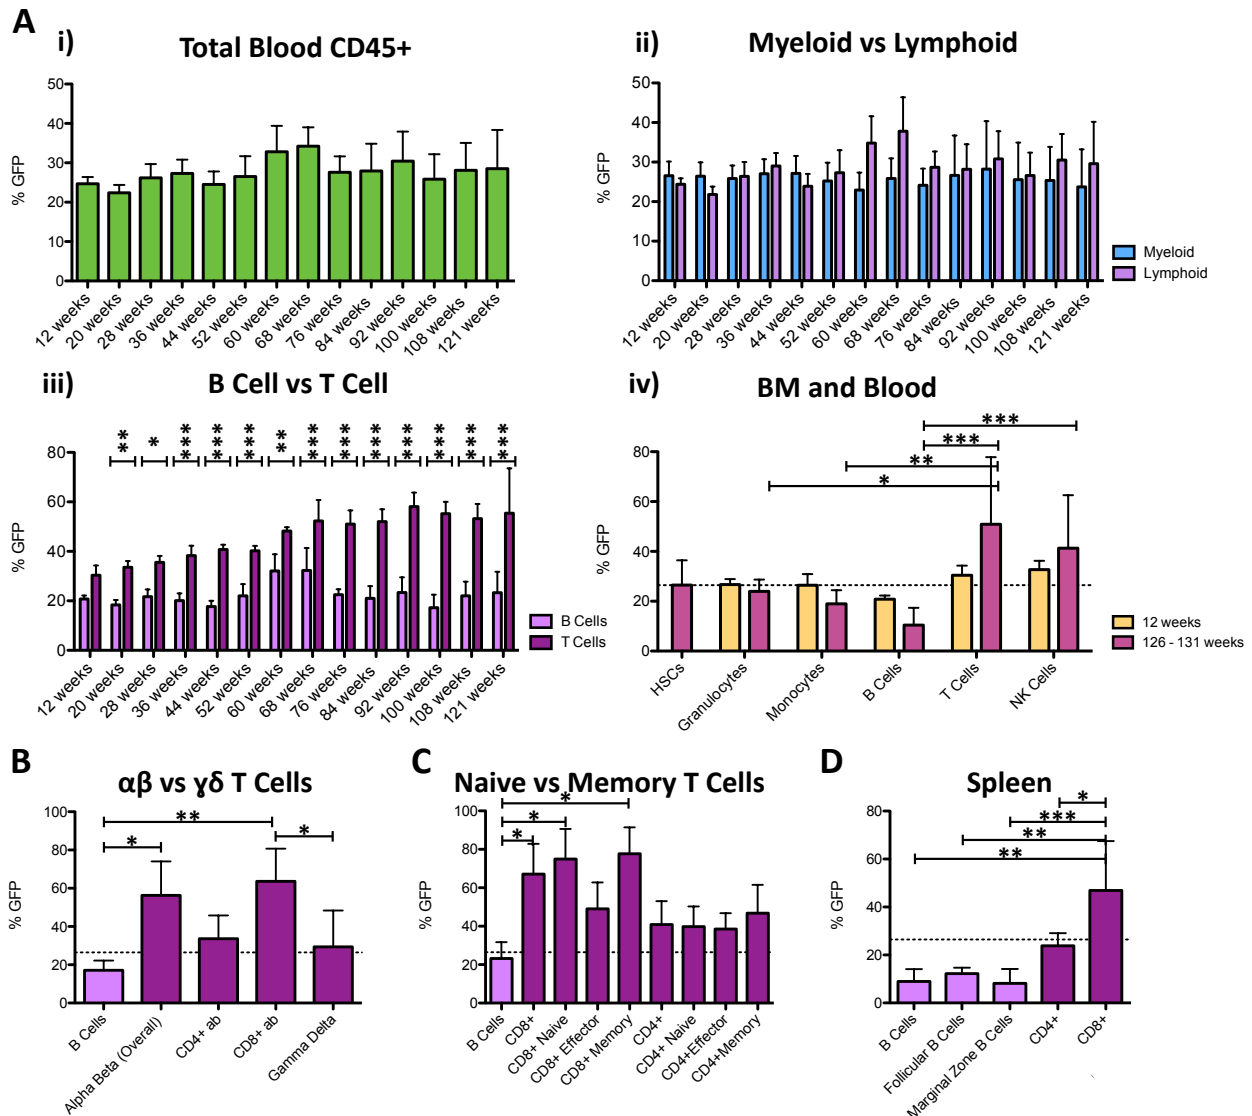 A
i) Total Blood CD45+
% GFP
50
40
30
20
10
0
12 weeks
20 weeks
28 weeks
36 weeks
44 weeks
52 weeks
60 weeks
68 weeks
76 weeks
84 weeks
92 weeks
100 weeks
108 weeks
121 weeks
ii) Myeloid vs Lymphoid
% GFP
50
40
30
20
10
0
12 weeks
20 weeks
28 weeks
36 weeks
44 weeks
52 weeks
60 weeks
68 weeks
76 weeks
84 weeks
92 weeks
100 weeks
108 weeks
121 weeks
Myeloid
Lymphoid
iii) B Cell vs T Cell
** * *** *** *** ** *** *** *** *** *** *** ***
% GFP
80
60
40
20
0
12 weeks
20 weeks
28 weeks
36 weeks
44 weeks
52 weeks
60 weeks
68 weeks
76 weeks
84 weeks
92 weeks
100 weeks
108 weeks
121 weeks
B Cells
T Cells
iv) BM and Blood
***
***
**
*
% GFP
80
60
40
20
0
HSCs
Granulocytes
Monocytes
B Cells
T Cells
NK Cells
12 weeks
126 - 131 weeks
B
αβ vs γδ T Cells
**
* *
% GFP
100
80
60
40
20
0
B Cells
Alpha Beta (Overall)
CD4+ ab
CD8+ ab
Gamma Delta
C
Naive vs Memory T Cells
*
*
*
% GFP
100
80
60
40
20
0
B Cells
CD8+
CD8+ Naive
CD8+ Effector
CD8+ Memory
CD4+
CD4+ Naive
CD4+Effector
CD4+Memory
D
Spleen
*
***
**
**
% GFP
80
60
40
20
0
B Cells
Follicular B Cells
Marginal Zone B Cells
CD4+
CD8+